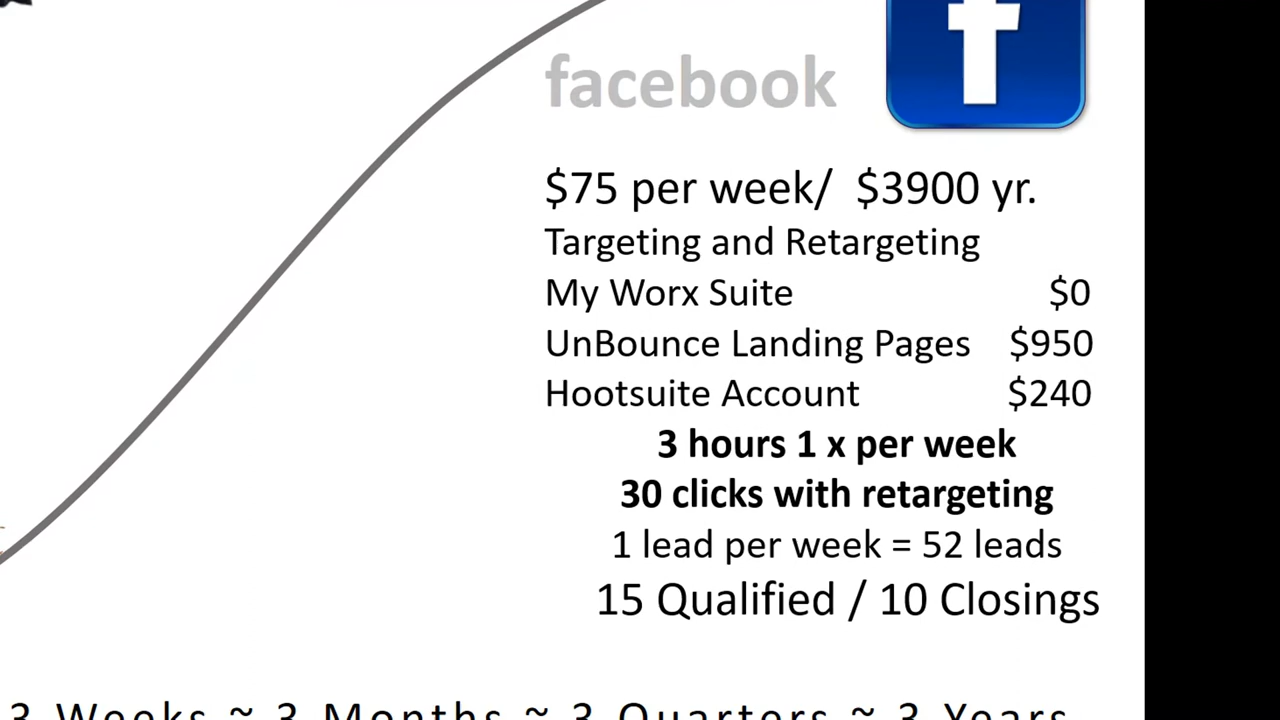 facebook
f
$75 per week/ $3900 yr.
Targeting and Retargeting
My Worx Suite $0
UnBounce Landing Pages $950
Hootsuite Account $240
3 hours 1 x per week
30 clicks with retargeting
1 lead per week = 52 leads
15 Qualified / 10 Closings
3 Weeks ~ 3 Months ~ 3 Quarters ~ 3 Years